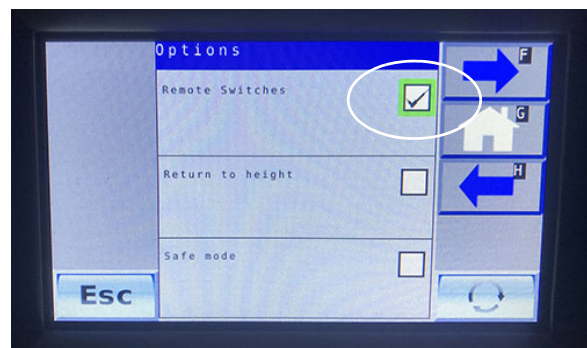 Options
F
Remote Switches
G
Return to height
H
Safe mode
Esc